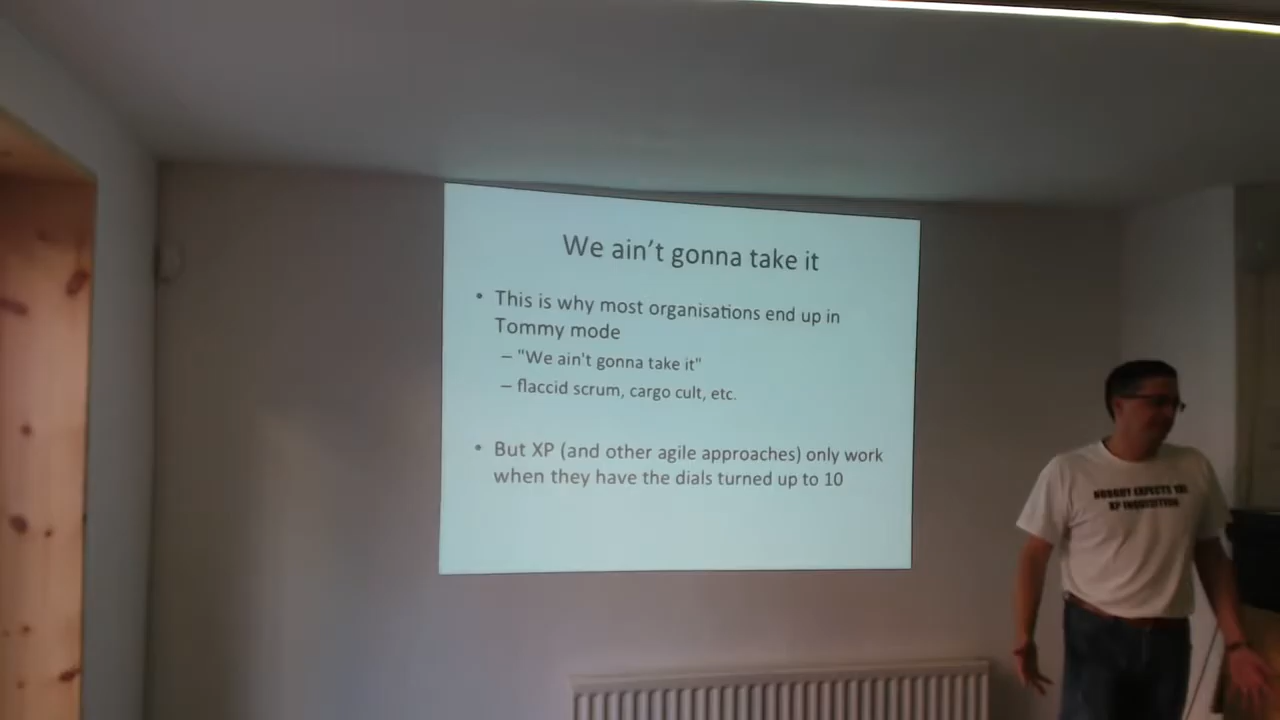 We ain't gonna take it
• This is why most organisations end up in
Tommy mode
– "We ain't gonna take it"
– flaccid scrum, cargo cult, etc.
• But XP (and other agile approaches) only work
when they have the dials turned up to 10
NOBODY EXPECTS THE
XP INQUISITION